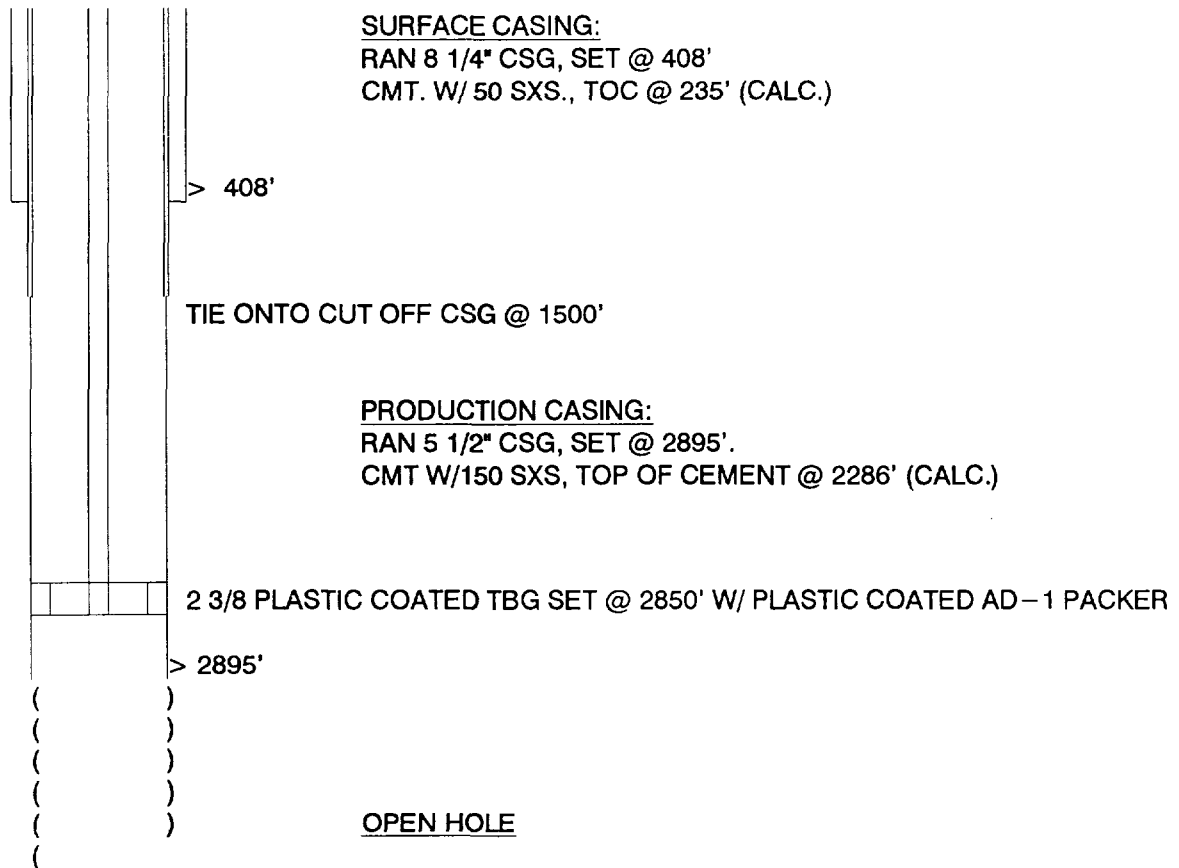 SURFACE CASING:
RAN 8 1/4" CSG, SET @ 408'
CMT. W/ 50 SXS., TOC @ 235' (CALC.)
> 408'
TIE ONTO CUT OFF CSG @ 1500'
PRODUCTION CASING:
RAN 5 1/2" CSG, SET @ 2895'.
CMT W/150 SXS, TOP OF CEMENT @ 2286' (CALC.)
2 3/8 PLASTIC COATED TBG SET @ 2850' W/ PLASTIC COATED AD-1 PACKER
> 2895'
( )
( )
( )
( )
( ) OPEN HOLE
(